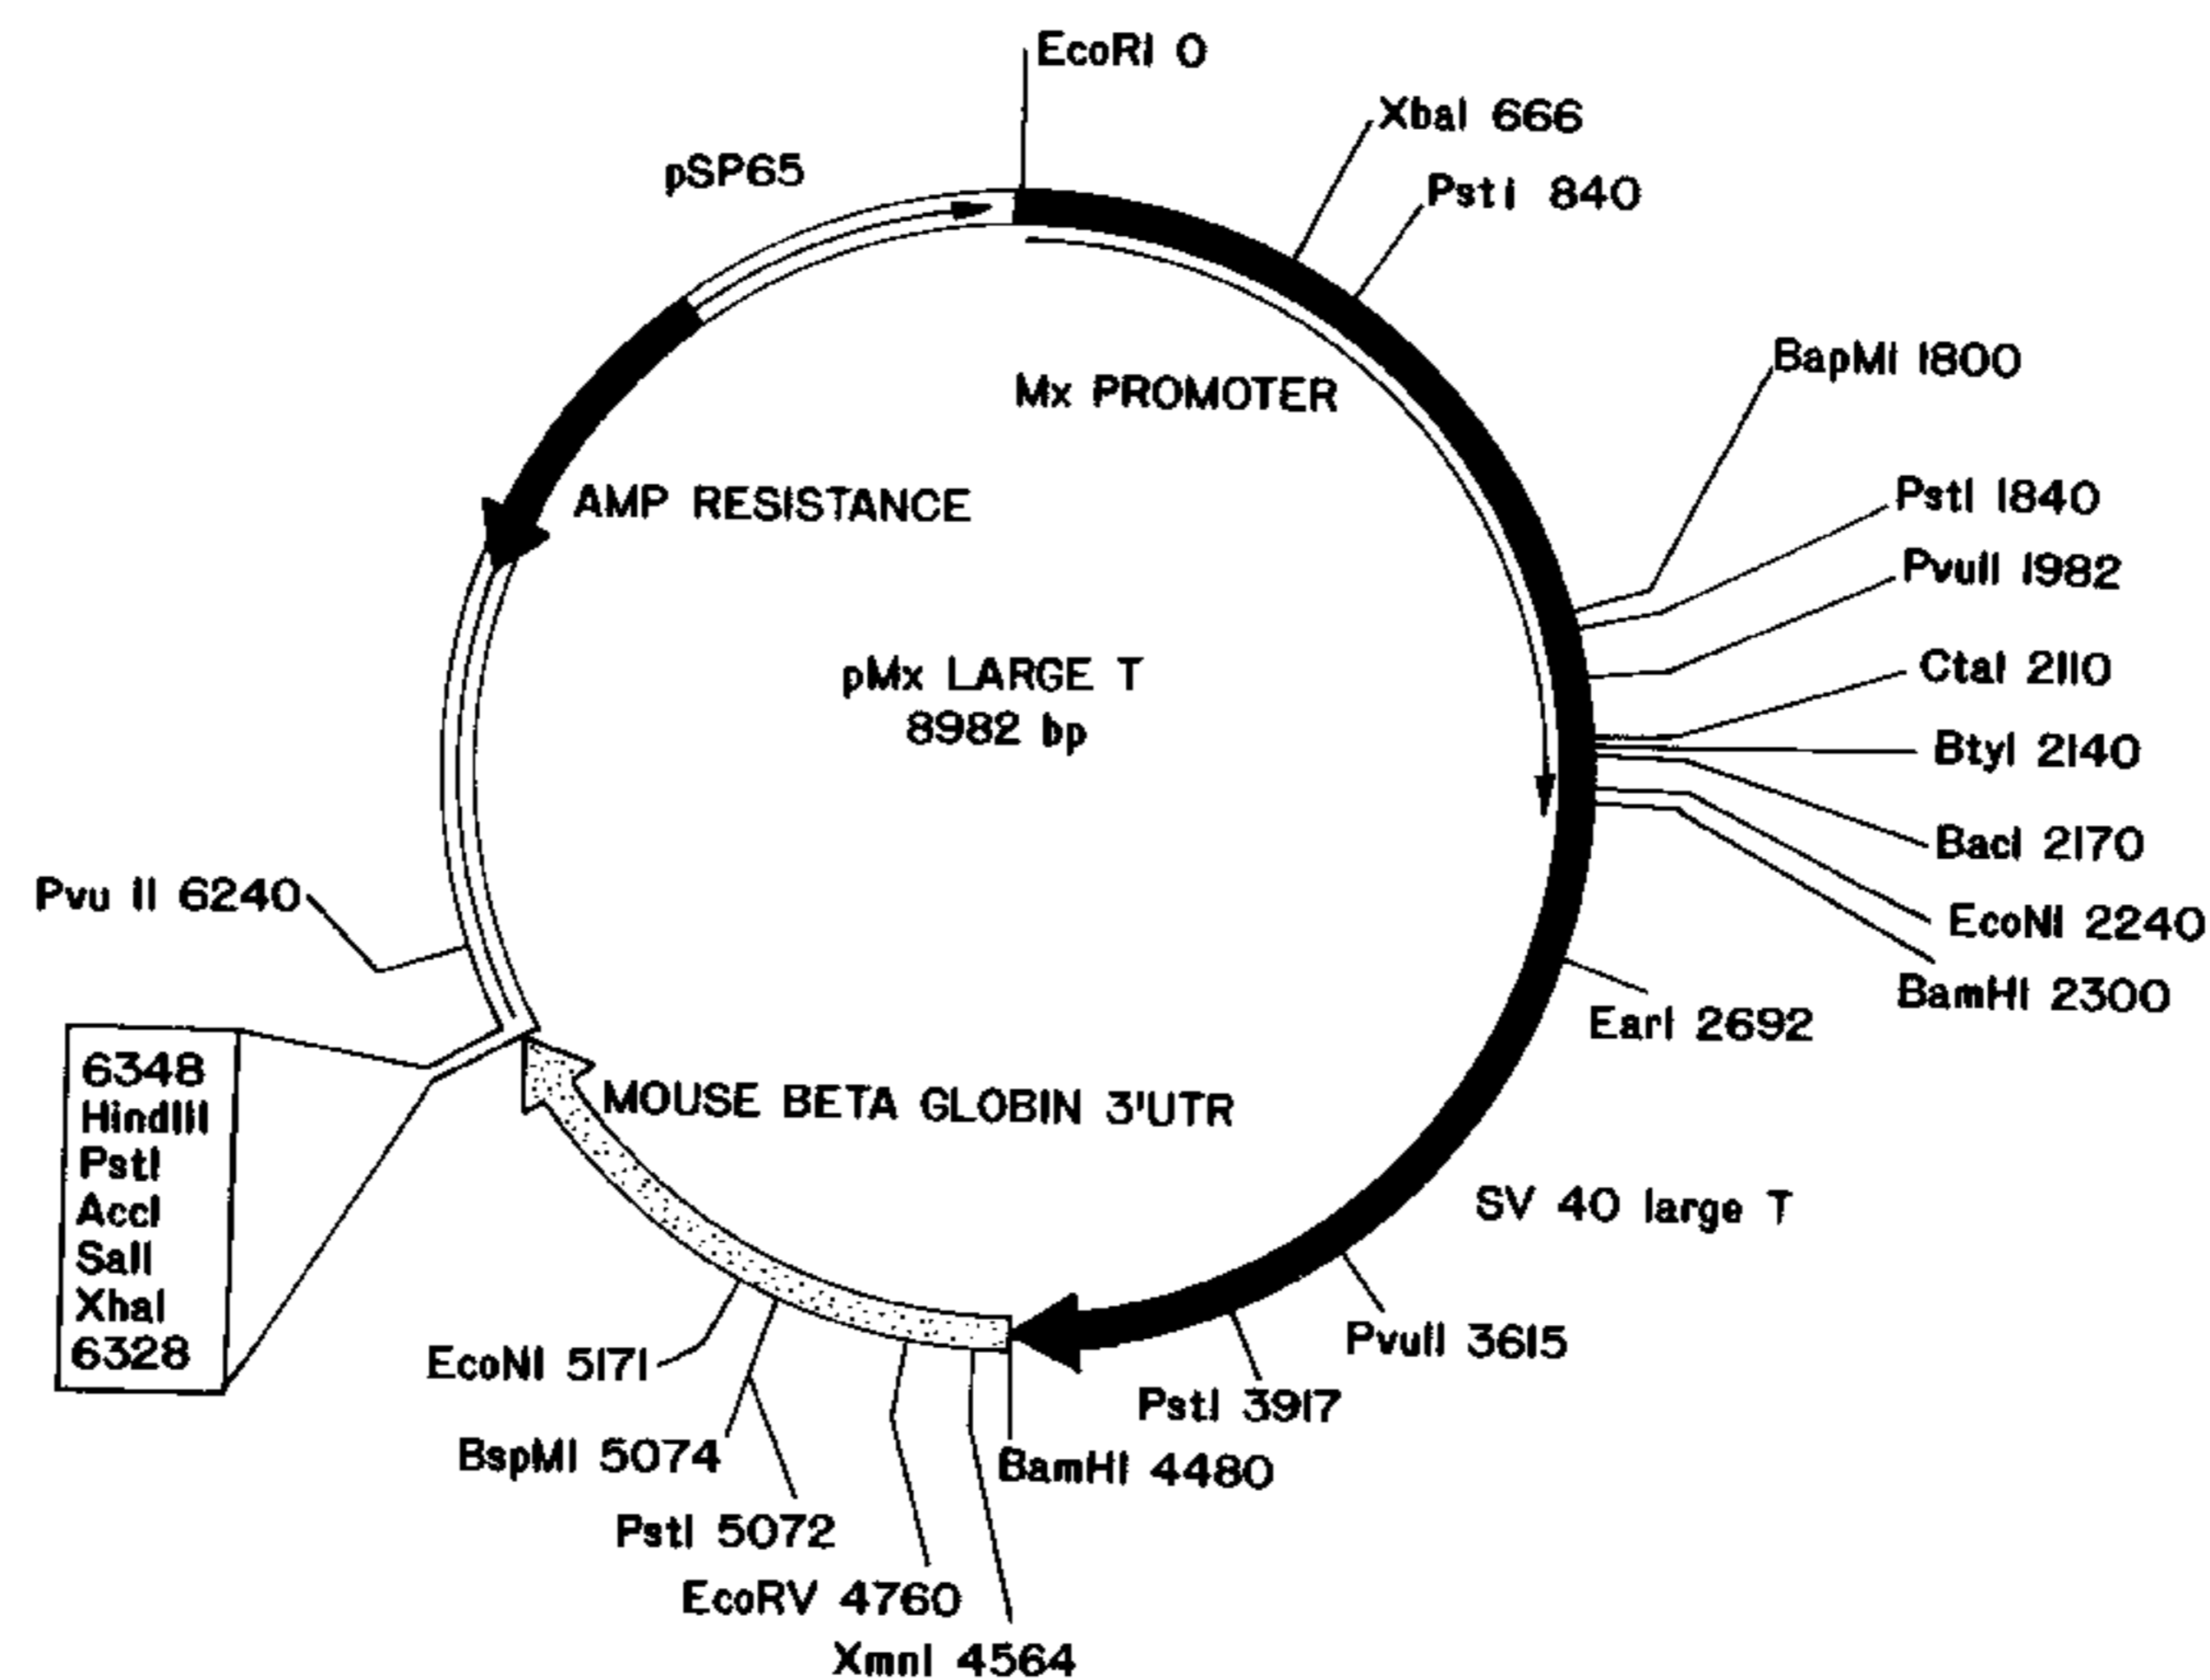 EcoRI 0
XbaI 666
PstI 840
pSP65
BapMI 1800
Mx PROMOTER
PstI 1840
AMP RESISTANCE
PvuII 1982
CtaI 2110
pMx LARGE T
8982 bp
BtyI 2140
BacI 2170
Pvu II 6240
EcoNI 2240
BamHI 2300
EarI 2692
6348
HindIII
PstI
AccI
SalI
XhaI
6328
MOUSE BETA GLOBIN 3'UTR
SV 40 large T
PvuII 3615
EcoNI 5171
PstI 3917
BspMI 5074
BamHI 4480
PstI 5072
EcoRV 4760
XmnI 4564